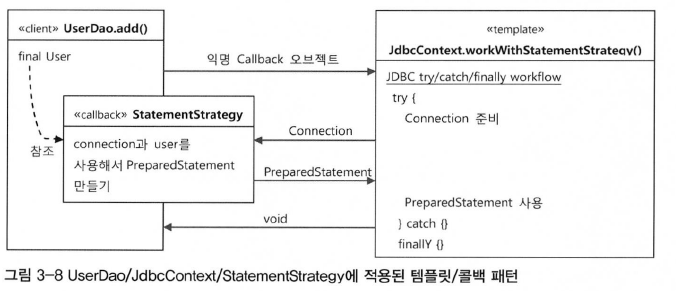 «client» UserDao.add()
final User
참조
«callback» StatementStrategy
connection과 user를
사용해서 PreparedStatement
만들기
익명 Callback 오브젝트
Connection
PreparedStatement
void
«template»
JdbcContext.workWithStatementStrategy()
JDBC try/catch/finally workflow
try {
Connection 준비
PreparedStatement 사용
} catch {}
finallY {}
그림 3-8 UserDao/JdbcContext/StatementStrategy에 적용된 템플릿/콜백 패턴